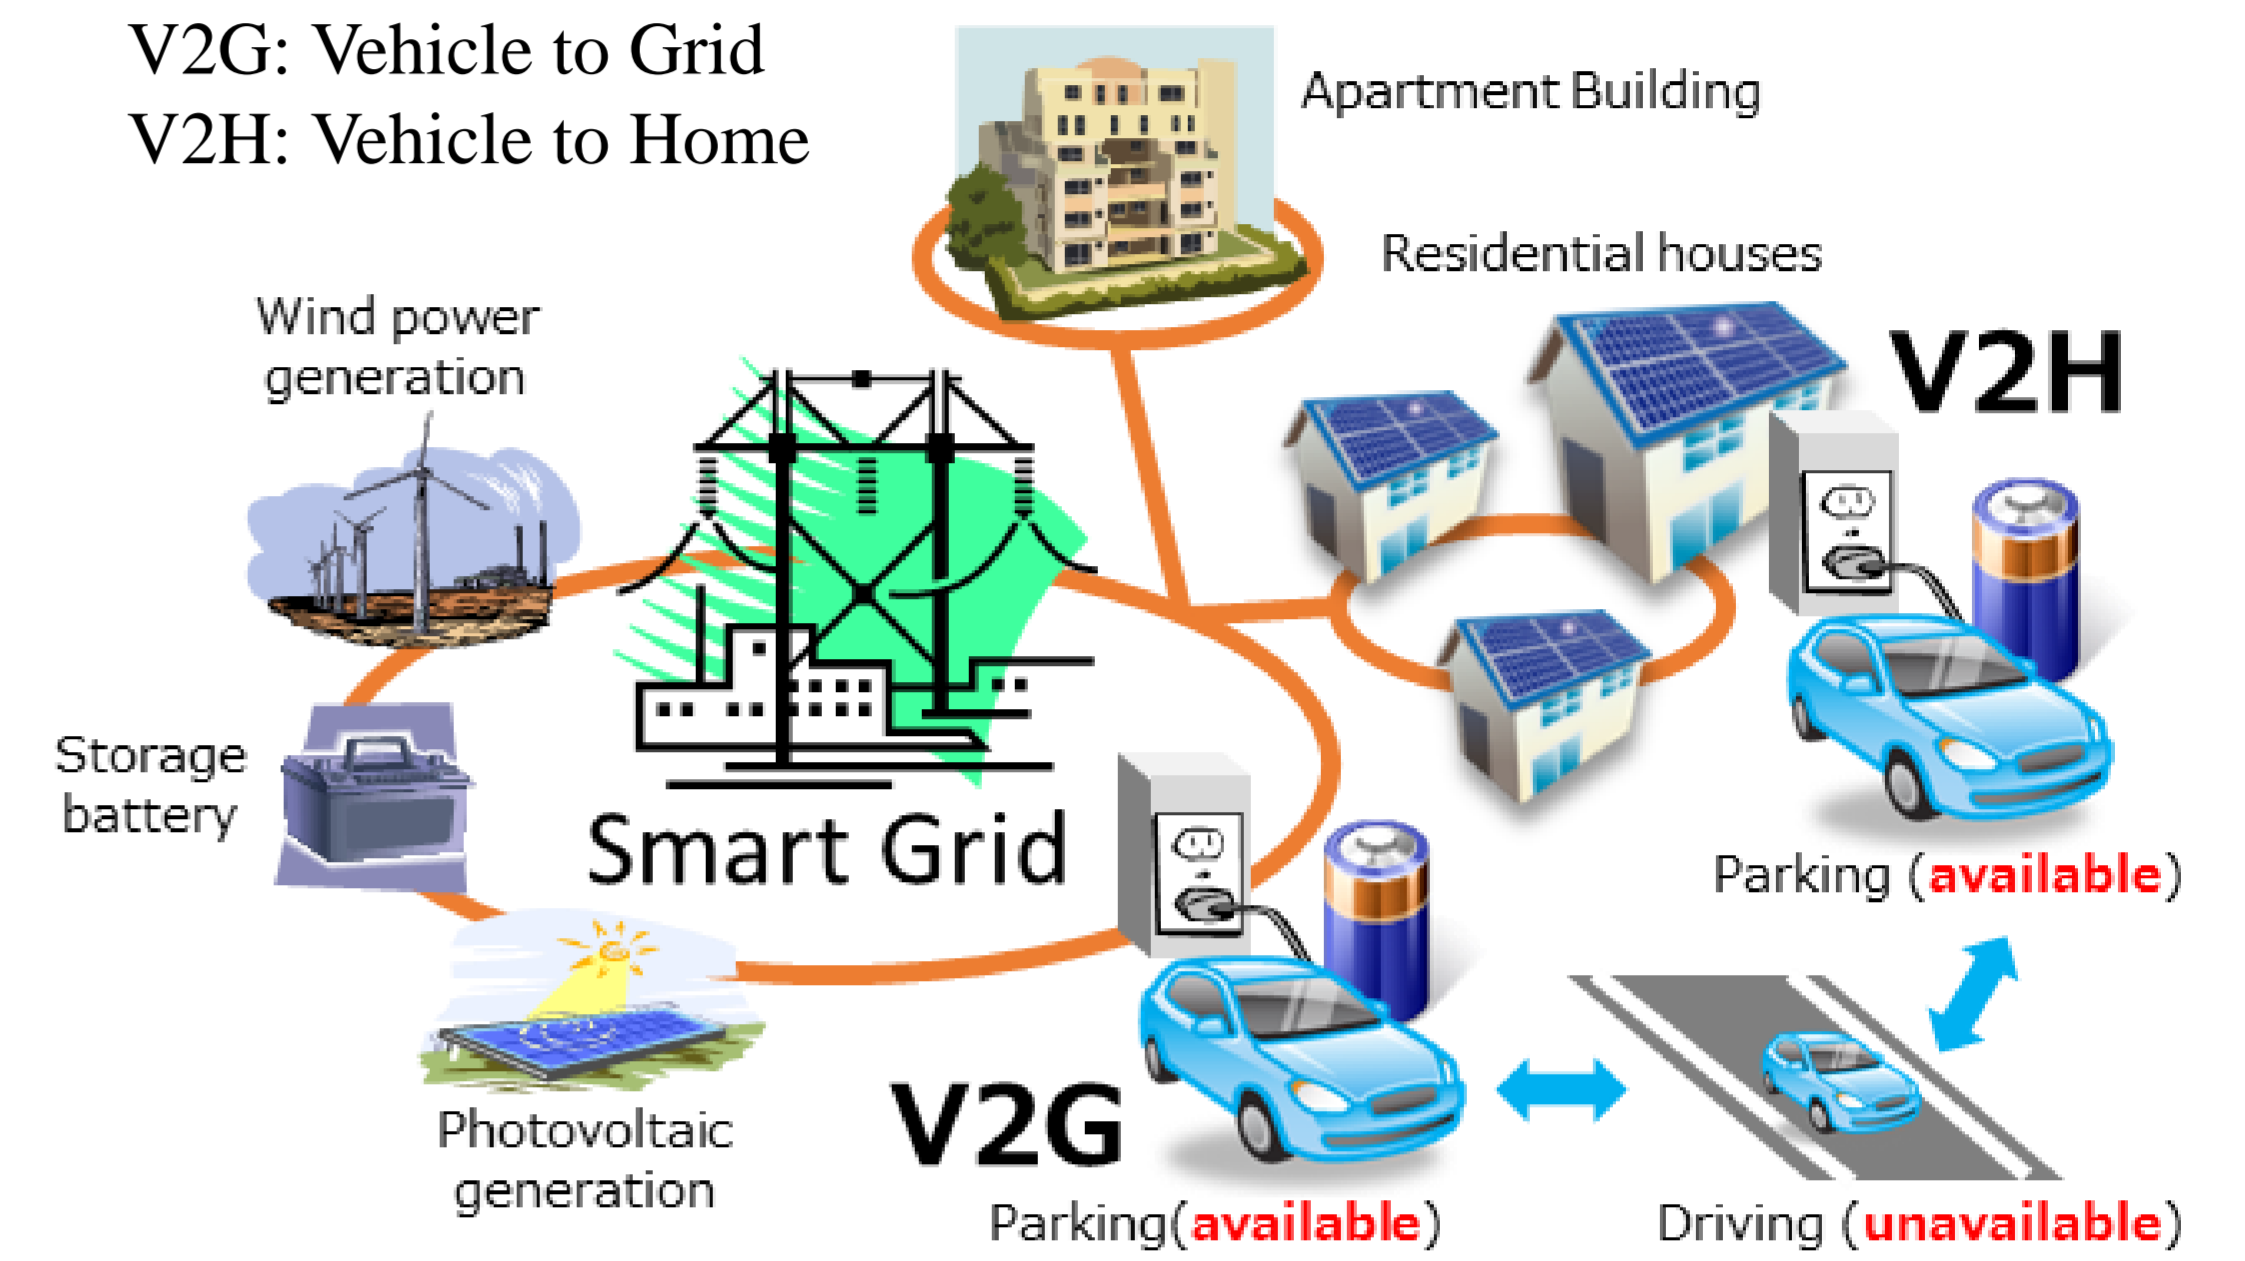 V2G: Vehicle to Grid
V2H: Vehicle to Home
Apartment Building
Residential houses
V2H
Wind power
generation
Storage
battery
Smart Grid
Parking (available)
Photovoltaic
generation
V2G
Parking(available)
Driving (unavailable)